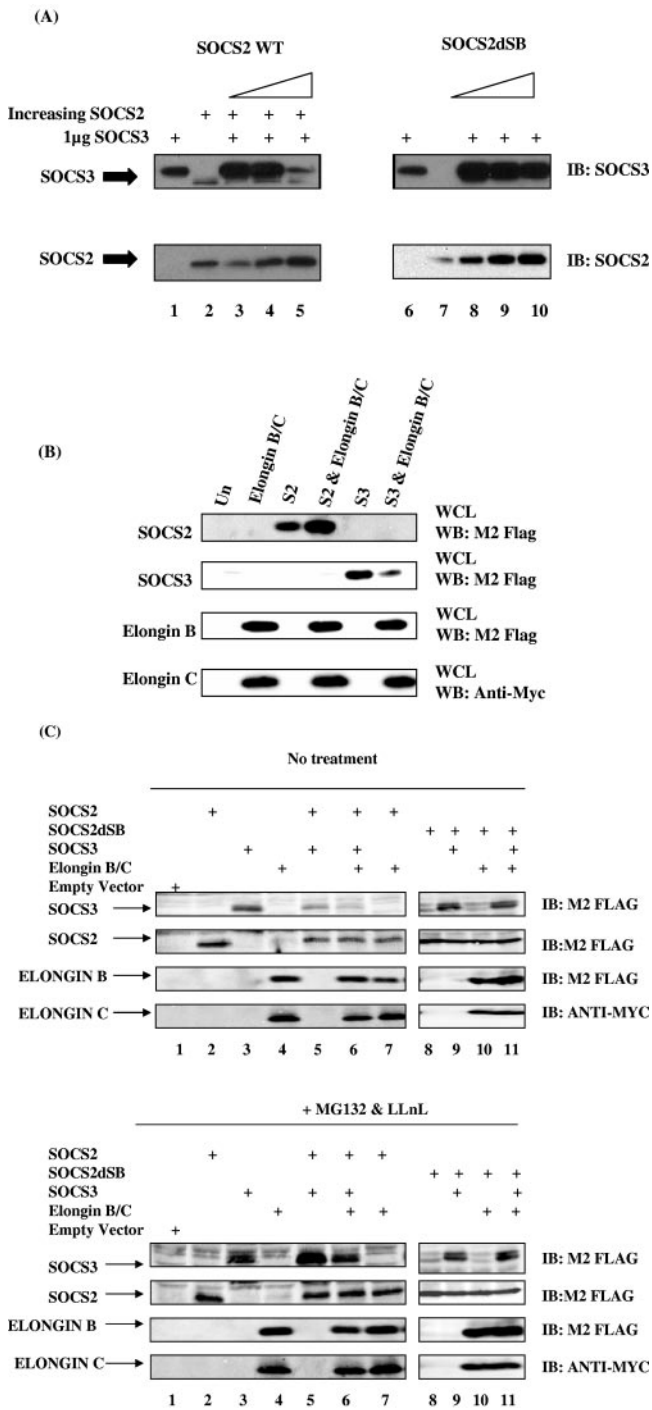 (A)
SOCS2 WT SOCS2dSB
Increasing SOCS2 + + + +
1µg SOCS3 + + + + + + + +
SOCS3 IB: SOCS3
SOCS2 IB: SOCS2
1 2 3 4 5 6 7 8 9 10
(B)
Un Elongin B/C S2 S2 & Elongin B/C S3 S3 & Elongin B/C
SOCS2 WCL
WB: M2 Flag
SOCS3 WCL
WB: M2 Flag
Elongin B WCL
WB: M2 Flag
Elongin C WCL
WB: Anti-Myc
(C)
No treatment
SOCS2 + + + +
SOCS2dSB + + + +
SOCS3 + + + + +
Elongin B/C + + + + +
Empty Vector +
SOCS3 IB: M2 FLAG
SOCS2 IB:M2 FLAG
ELONGIN B IB: M2 FLAG
ELONGIN C IB: ANTI-MYC
1 2 3 4 5 6 7 8 9 10 11
+ MG132 & LLnL
SOCS2 + + + +
SOCS2dSB + + + +
SOCS3 + + + + +
Elongin B/C + + + + +
Empty Vector +
SOCS3 IB: M2 FLAG
SOCS2 IB:M2 FLAG
ELONGIN B IB: M2 FLAG
ELONGIN C IB: ANTI-MYC
1 2 3 4 5 6 7 8 9 10 11